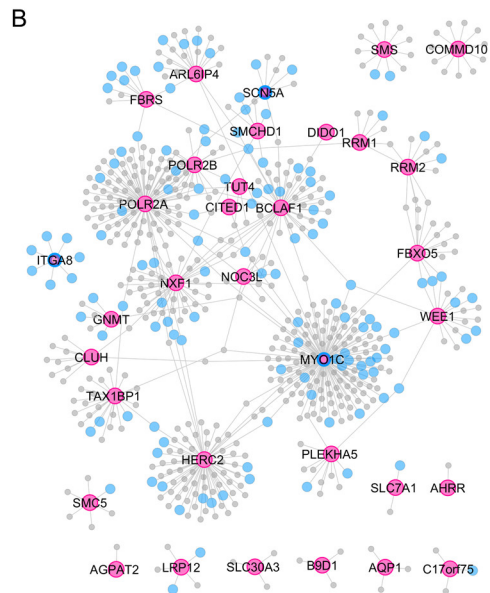 B
SMS
COMMD10
ARL6IP4
FBRS
SCN5A
SMCHD1
DIDO1
RRM1
POLR2B
RRM2
TUT4
POLR2A
CITED1
BCLAF1
ITGA8
FBXO5
NXF1
NOC3L
GNMT
WEE1
CLUH
MYO1C
TAX1BP1
HERC2
PLEKHA5
SLC7A1
AHRR
SMC5
AGPAT2
LRP12
SLC30A3
B9D1
AQP1
C17orf75